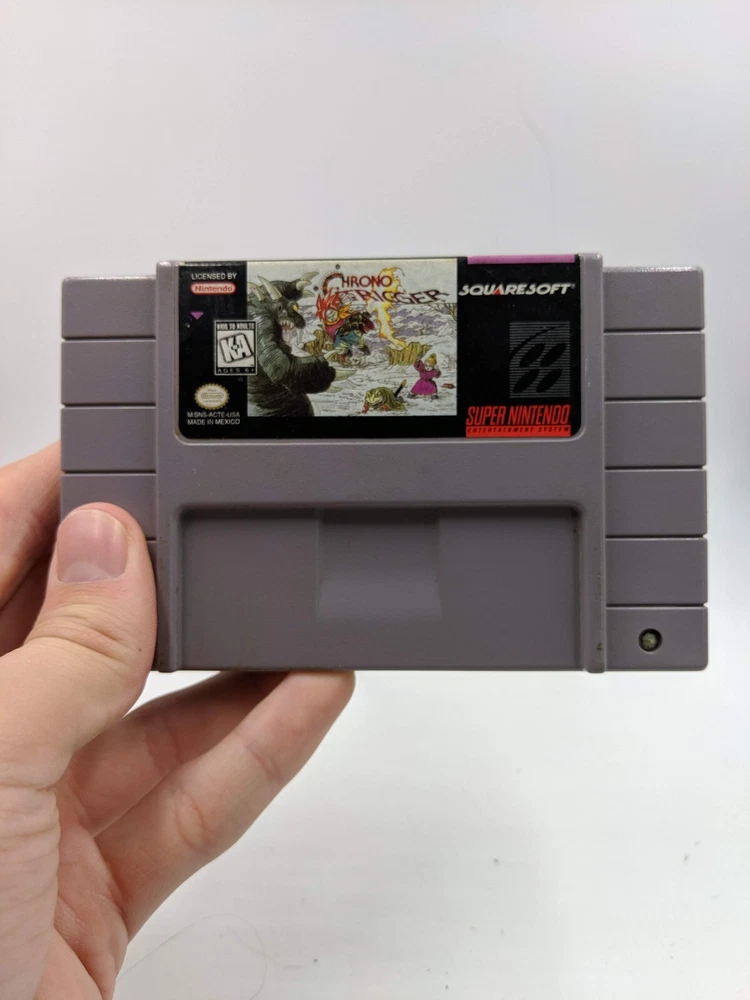 LICENSED BY
Nintendo
KIDS TO ADULTS
KA
AGES 6+
M/SNS-ACTE-USA
MADE IN MEXICO
CHRONO
TRIGGER
SQUARESOFT
SUPER NINTENDO
ENTERTAINMENT SYSTEM